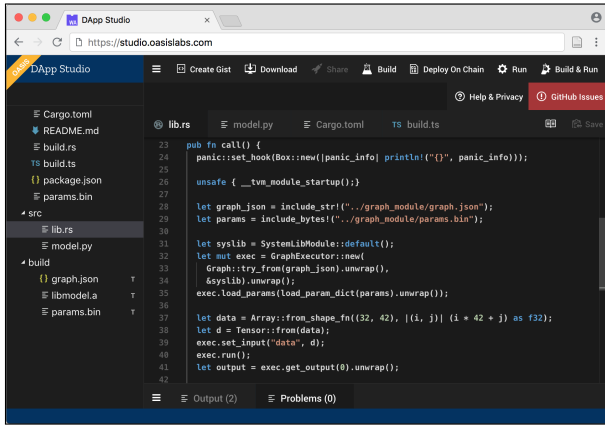 DApp Studio
https://studio.oasislabs.com
OASIS
DApp Studio
Create Gist Download Share Build Deploy On Chain Run Build & Run
Help & Privacy GitHub Issues
Cargo.toml
README.md
build.rs
TS build.ts
{} package.json
params.bin
src
lib.rs
model.py
build
{} graph.json T
libmodel.a T
params.bin T
lib.rs model.py Cargo.toml TS build.ts Save
23 pub fn call() {
24 panic::set_hook(Box::new(|panic_info| println!("{}", panic_info)));
25
26 unsafe { __tvm_module_startup();}
27
28 let graph_json = include_str!("../graph_module/graph.json");
29 let params = include_bytes!("../graph_module/params.bin");
30
31 let syslib = SystemLibModule::default();
32 let mut exec = GraphExecutor::new(
33 Graph::try_from(graph_json).unwrap(),
34 &syslib).unwrap();
35 exec.load_params(load_param_dict(params).unwrap());
36
37 let data = Array::from_shape_fn((32, 42), |(i, j)| (i * 42 + j) as f32);
38 let d = Tensor::from(data);
39 exec.set_input("data", d);
40 exec.run();
41 let output = exec.get_output(0).unwrap();
42
Output (2) Problems (0)